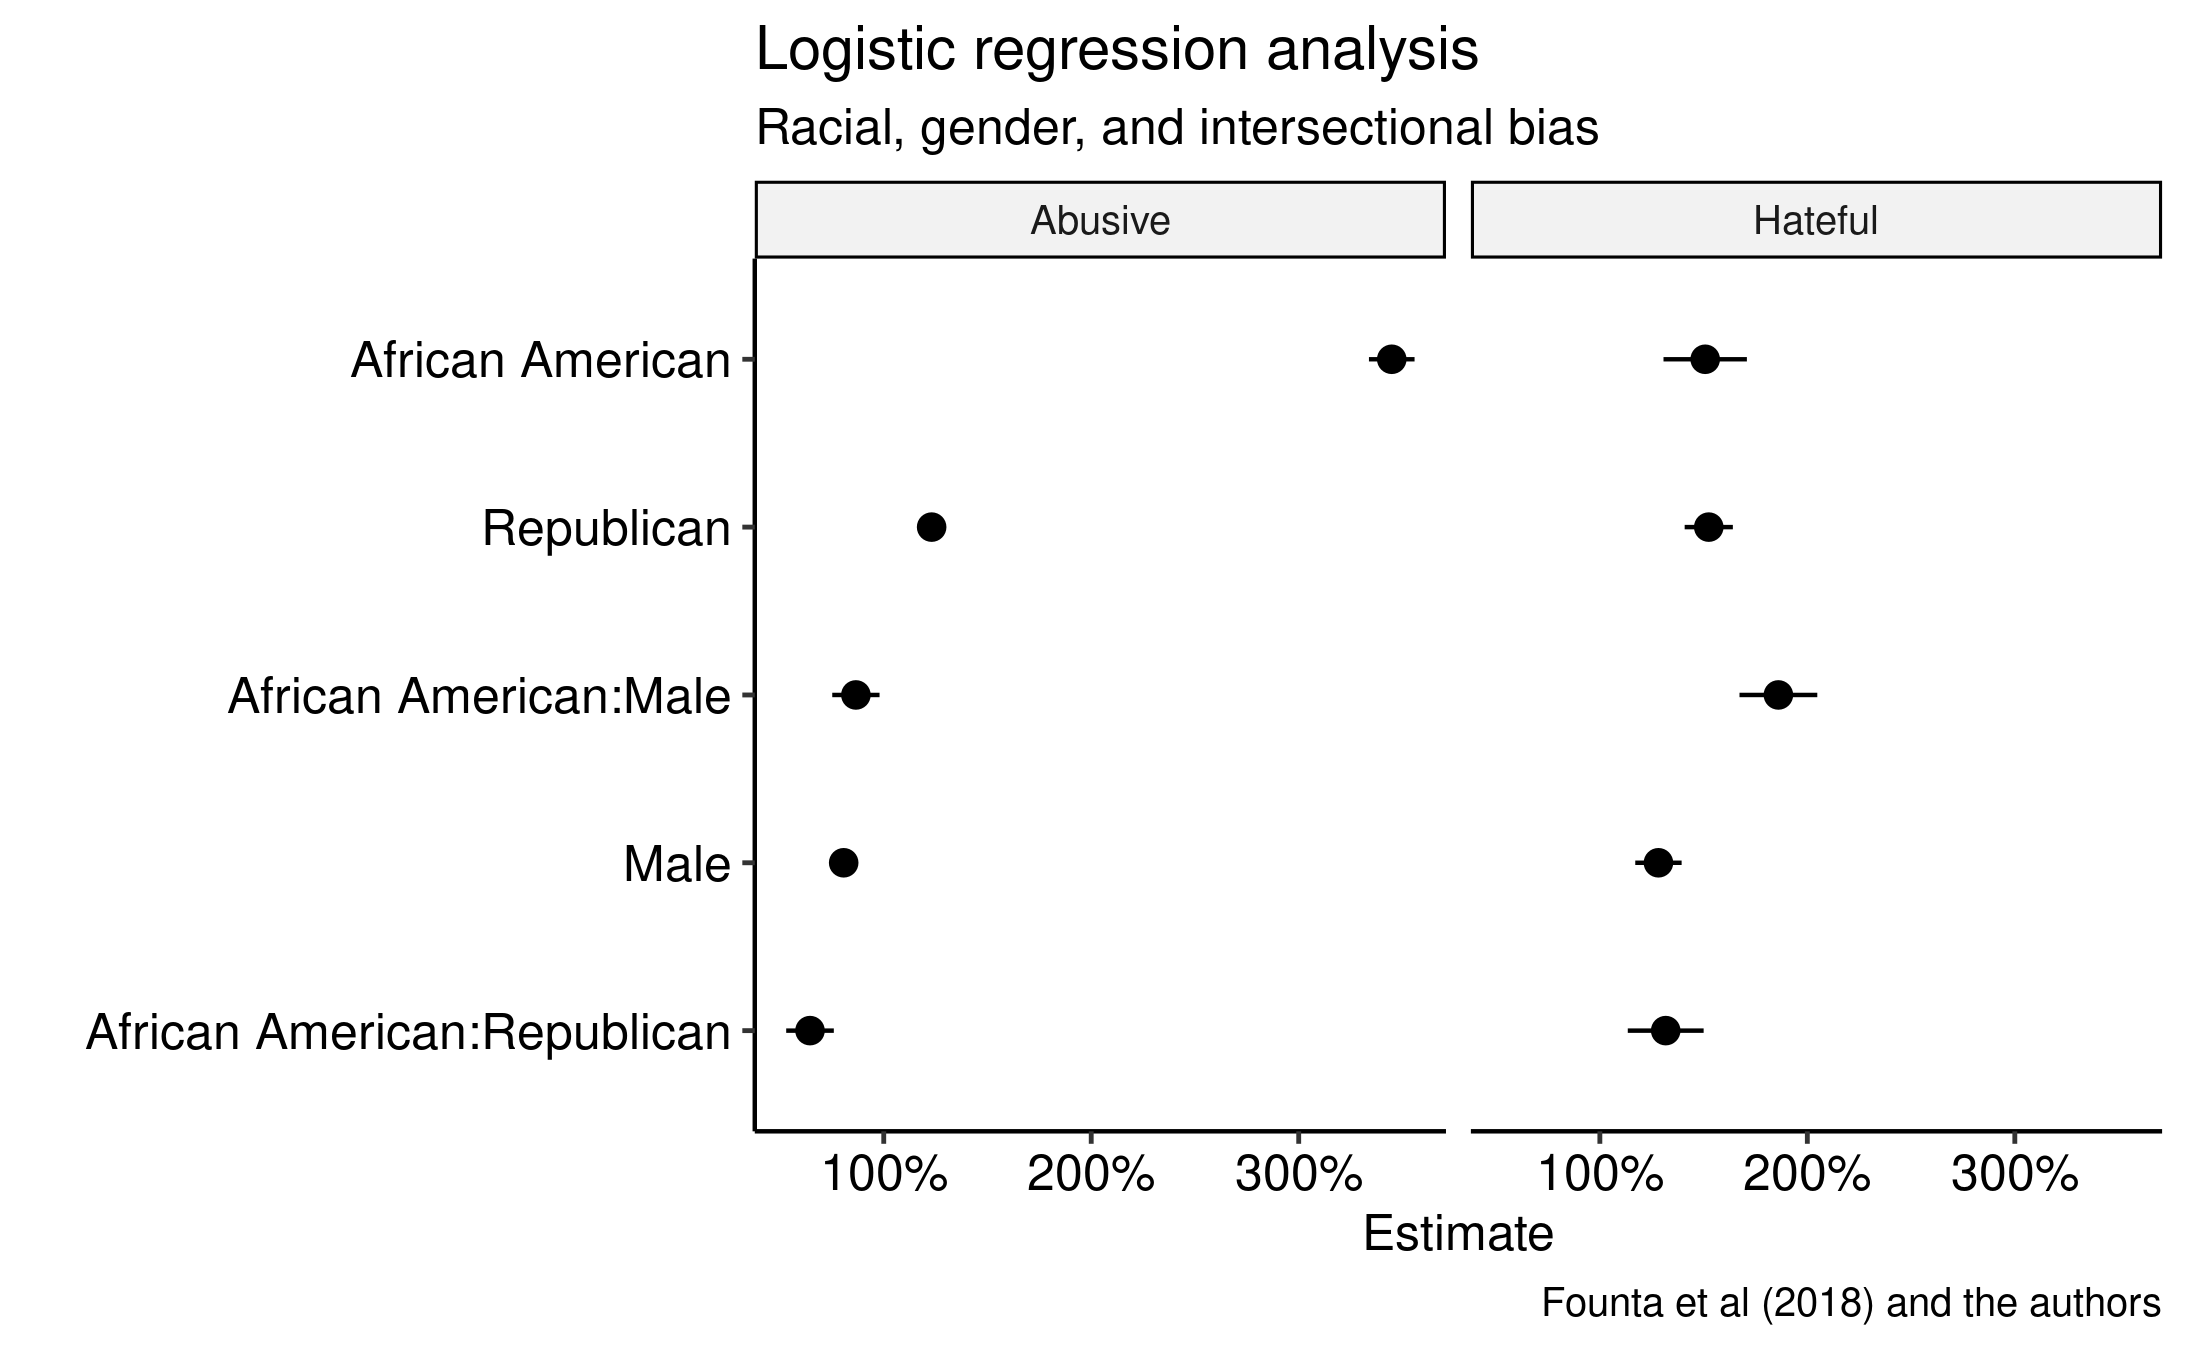 Logistic regression analysis
Racial, gender, and intersectional bias
Abusive
Hateful
African American
Republican
African American:Male
Male
African American:Republican
100% 200% 300% 100% 200% 300%
Estimate
Founta et al (2018) and the authors